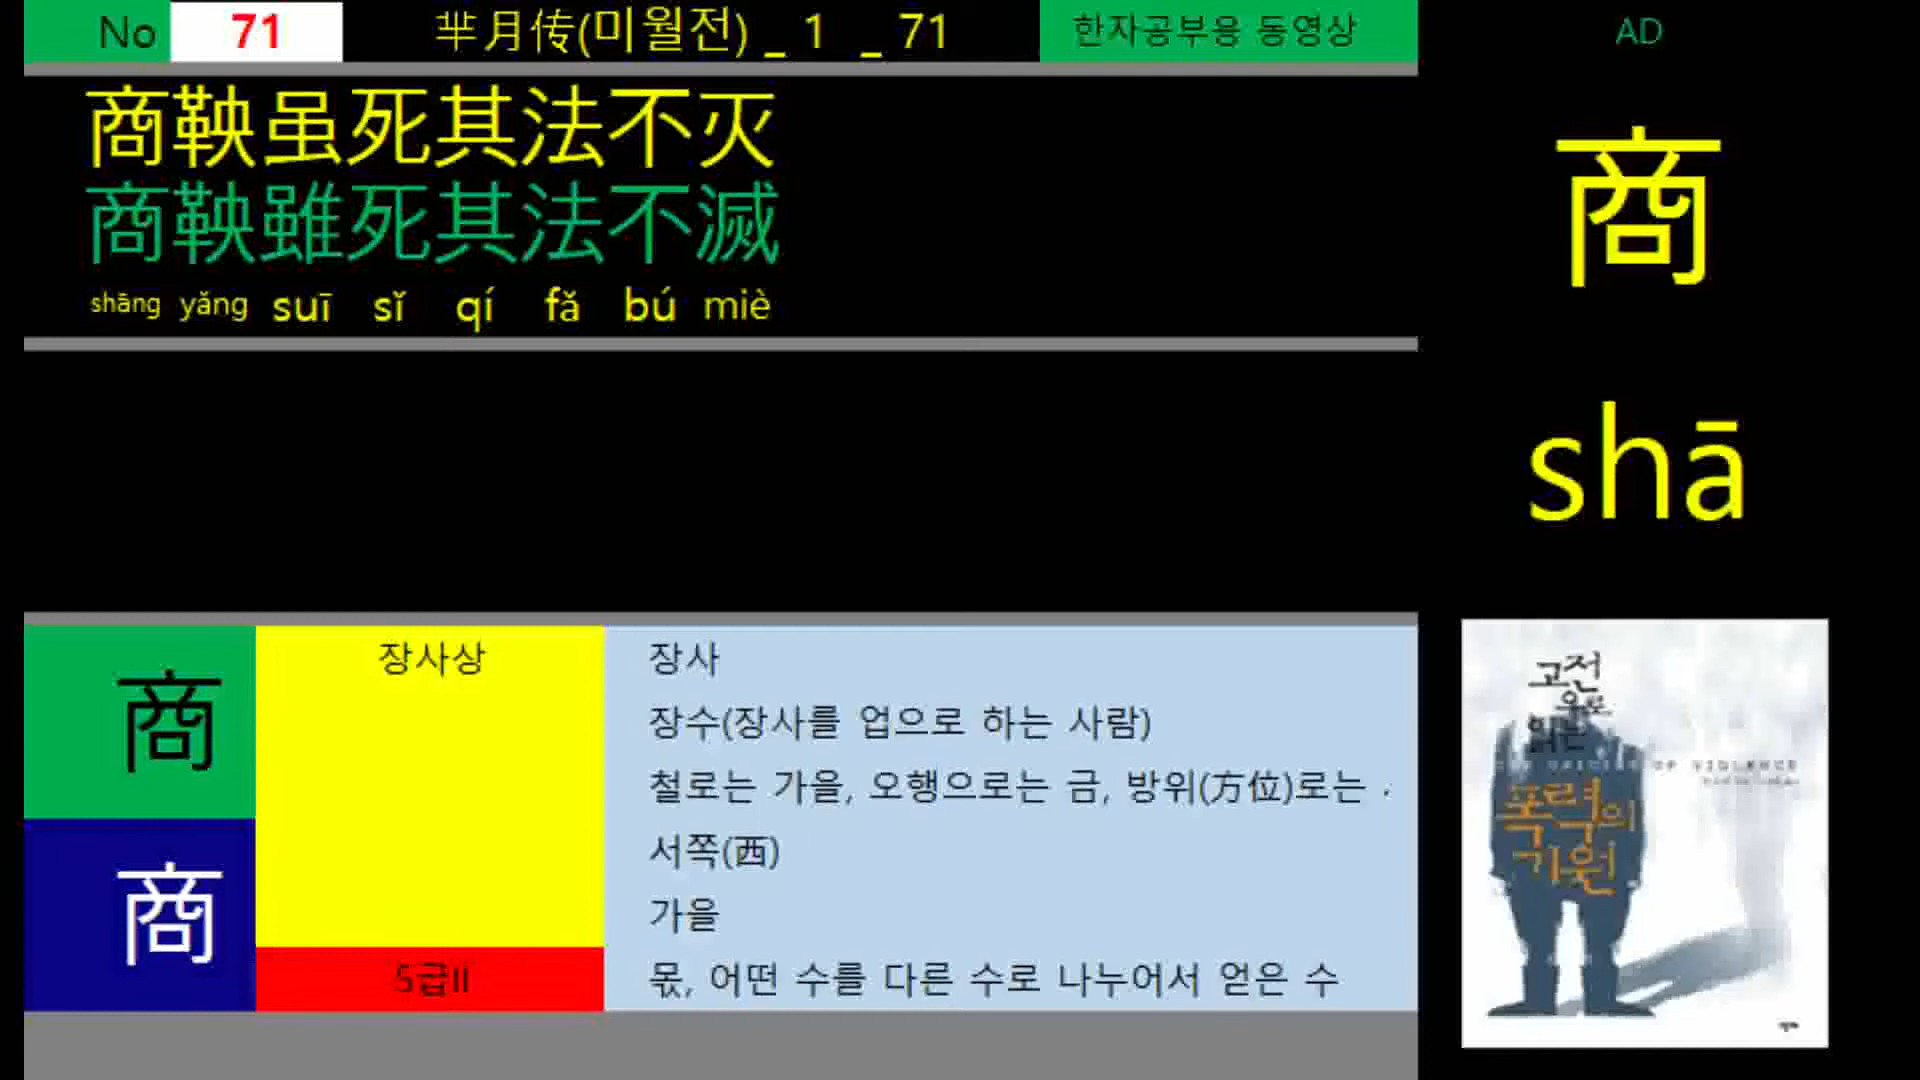 No 71 芈月传(미월전) _ 1 _ 71 한자공부용 동영상 AD
商鞅虽死其法不灭
商鞅雖死其法不滅
shāng yǎng suī sǐ qí fǎ bú miè
商
shā
商 장사상 장사
장수(장사를 업으로 하는 사람)
철로는 가을, 오행으로는 금, 방위(方位)로는
서쪽(西)
商
가을
5급II 몫, 어떤 수를 다른 수로 나누어서 얻은 수
고전
으로
읽는
폭력의
기원